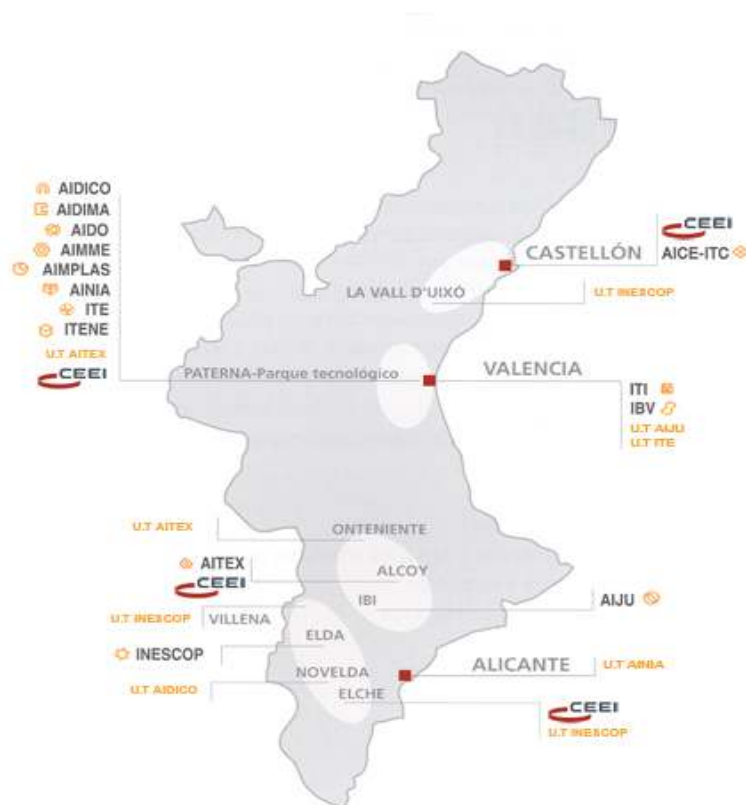 AIDICO
AIDIMA
AIDO
AIMME
AIMPLAS
AINIA
ITE
ITENE
U.T AITEX
CEEI
PATERNA-Parque tecnológico
CEEI
CASTELLÓN
AICE-ITC
LA VALL D'UIXÓ
U.T INESCOP
VALENCIA
ITI
IBV
U.T AIJU
U.T ITE
U.T AITEX
ONTENIENTE
AITEX
CEEI
ALCOY
IBI
AIJU
U.T INESCOP
VILLENA
ELDA
INESCOP
NOVELDA
U.T AIDICO
ELCHE
ALICANTE
U.T AINIA
CEEI
U.T INESCOP